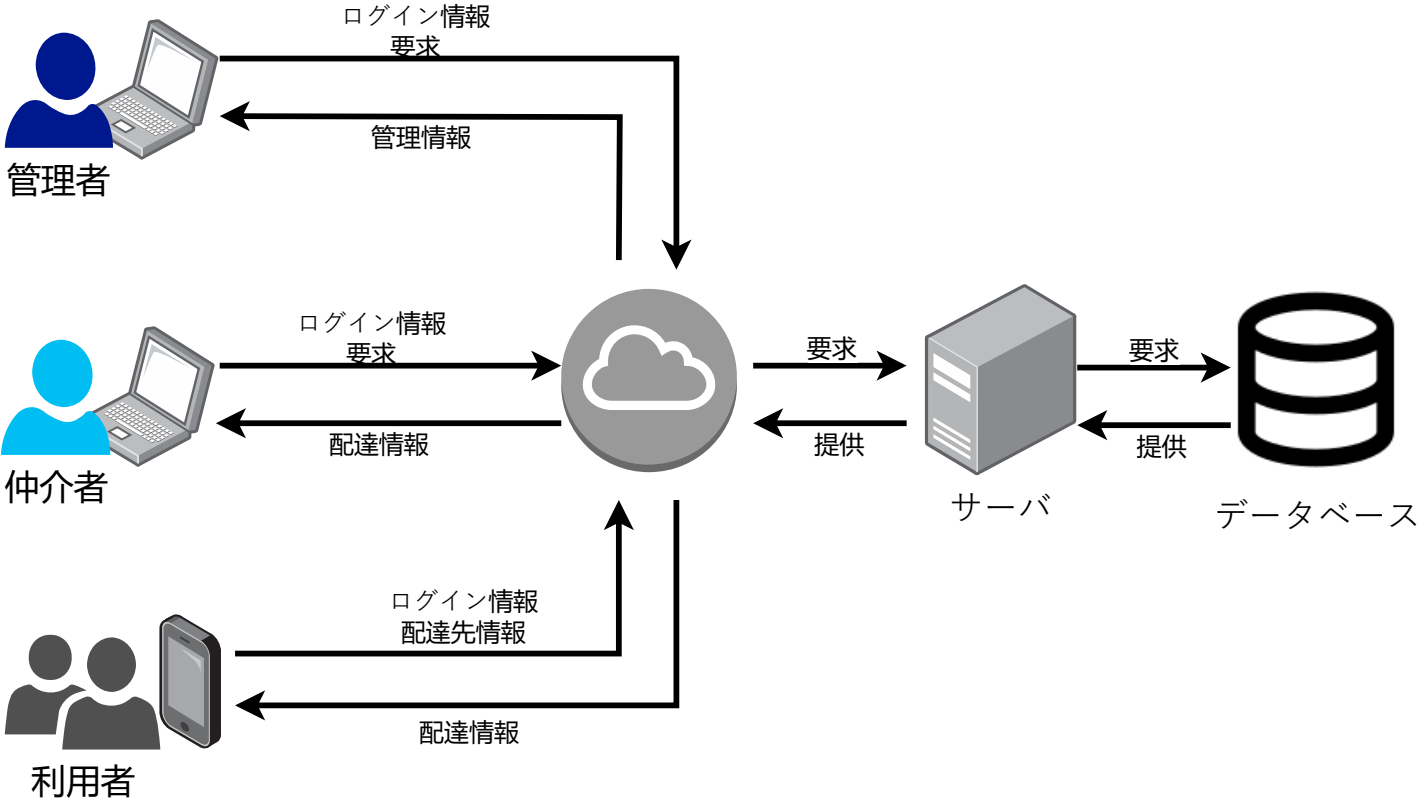 ログイン情報
要求
管理情報
管理者
ログイン情報
要求
配達情報
仲介者
要求
提供
サーバ
要求
提供
データベース
ログイン情報
配達先情報
配達情報
利用者